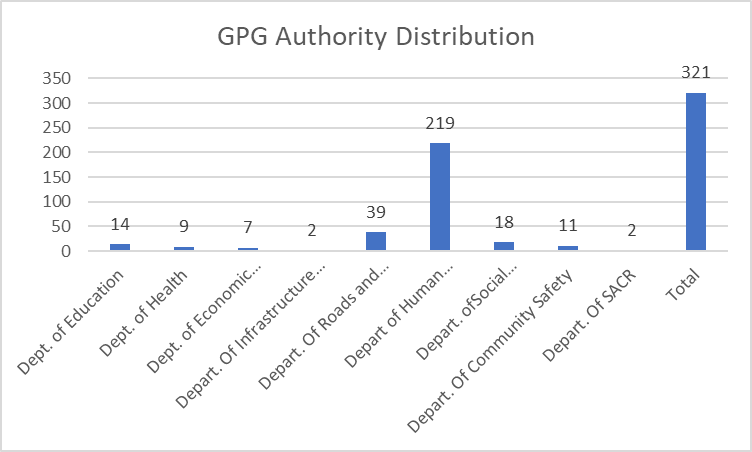 GPG Authority Distribution
350
300
250
200
150
100
50
0
14
9
7
2
39
219
18
11
2
321
Dept. of Education
Dept. of Health
Dept. of Economic...
Depart. Of Infrastructure...
Depart. Of Roads and...
Depart of Human...
Depart. ofSocial...
Depart. Of Community Safety
Depart. Of SACR
Total